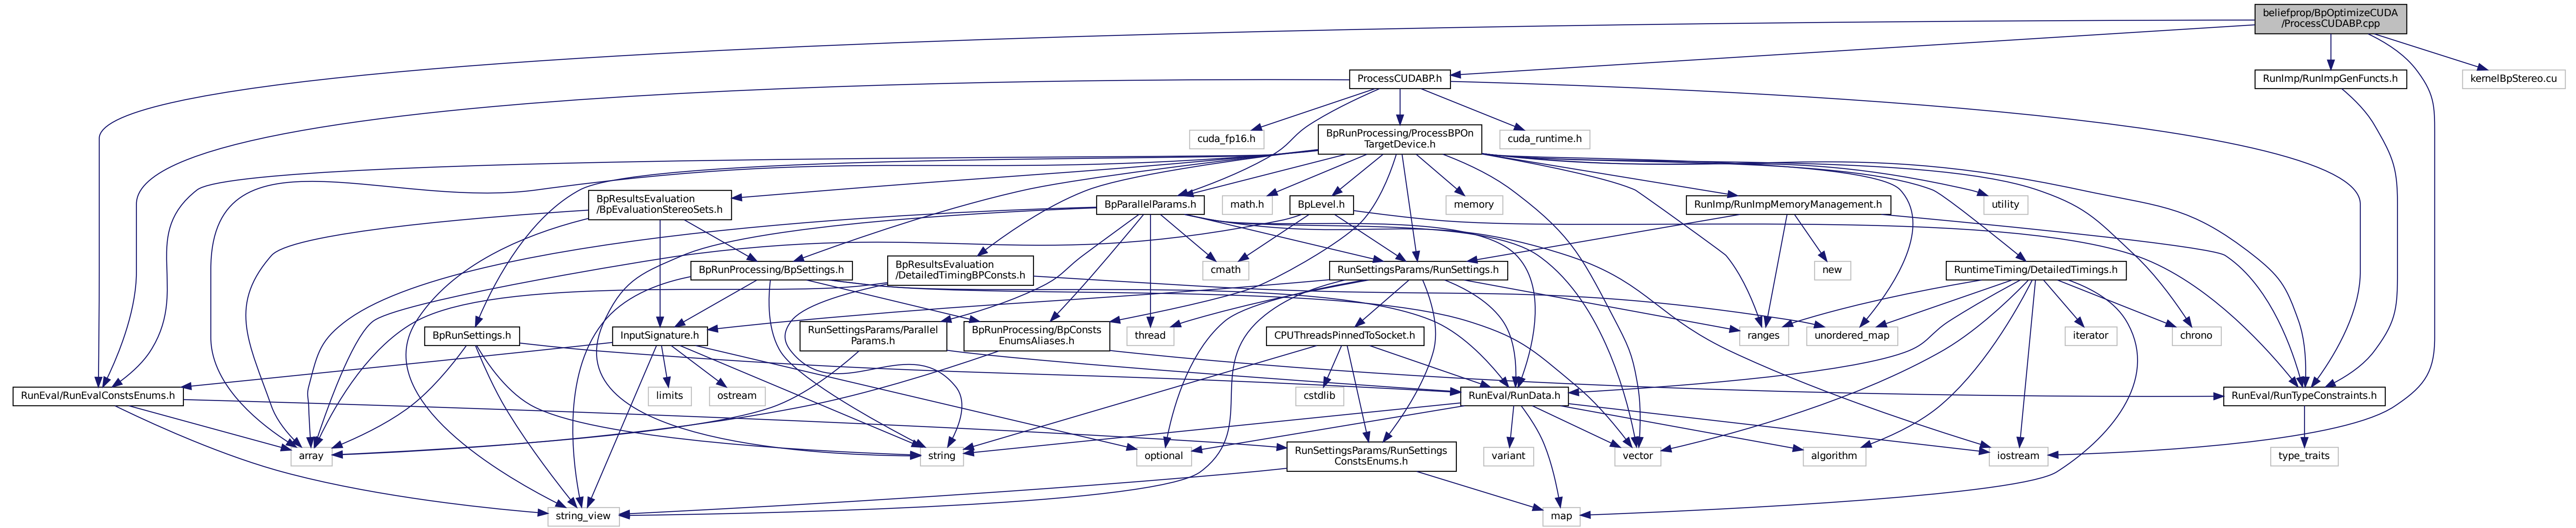 beliefprop/BpOptimizeCUDA
/ProcessCUDABP.cpp
ProcessCUDABP.h
RunImp/RunImpGenFuncts.h
kernelBpStereo.cu
cuda_fp16.h
BpRunProcessing/ProcessBPOn
TargetDevice.h
cuda_runtime.h
BpResultsEvaluation
/BpEvaluationStereoSets.h
BpParallelParams.h
math.h
BpLevel.h
memory
RunImp/RunImpMemoryManagement.h
utility
BpRunProcessing/BpSettings.h
BpResultsEvaluation
/DetailedTimingBPConsts.h
cmath
RunSettingsParams/RunSettings.h
new
RuntimeTiming/DetailedTimings.h
BpRunSettings.h
InputSignature.h
RunSettingsParams/Parallel
Params.h
BpRunProcessing/BpConsts
EnumsAliases.h
thread
CPUThreadsPinnedToSocket.h
ranges
unordered_map
iterator
chrono
RunEval/RunEvalConstsEnums.h
limits
ostream
cstdlib
RunEval/RunData.h
RunEval/RunTypeConstraints.h
array
string
optional
RunSettingsParams/RunSettings
ConstsEnums.h
variant
vector
algorithm
iostream
type_traits
string_view
map